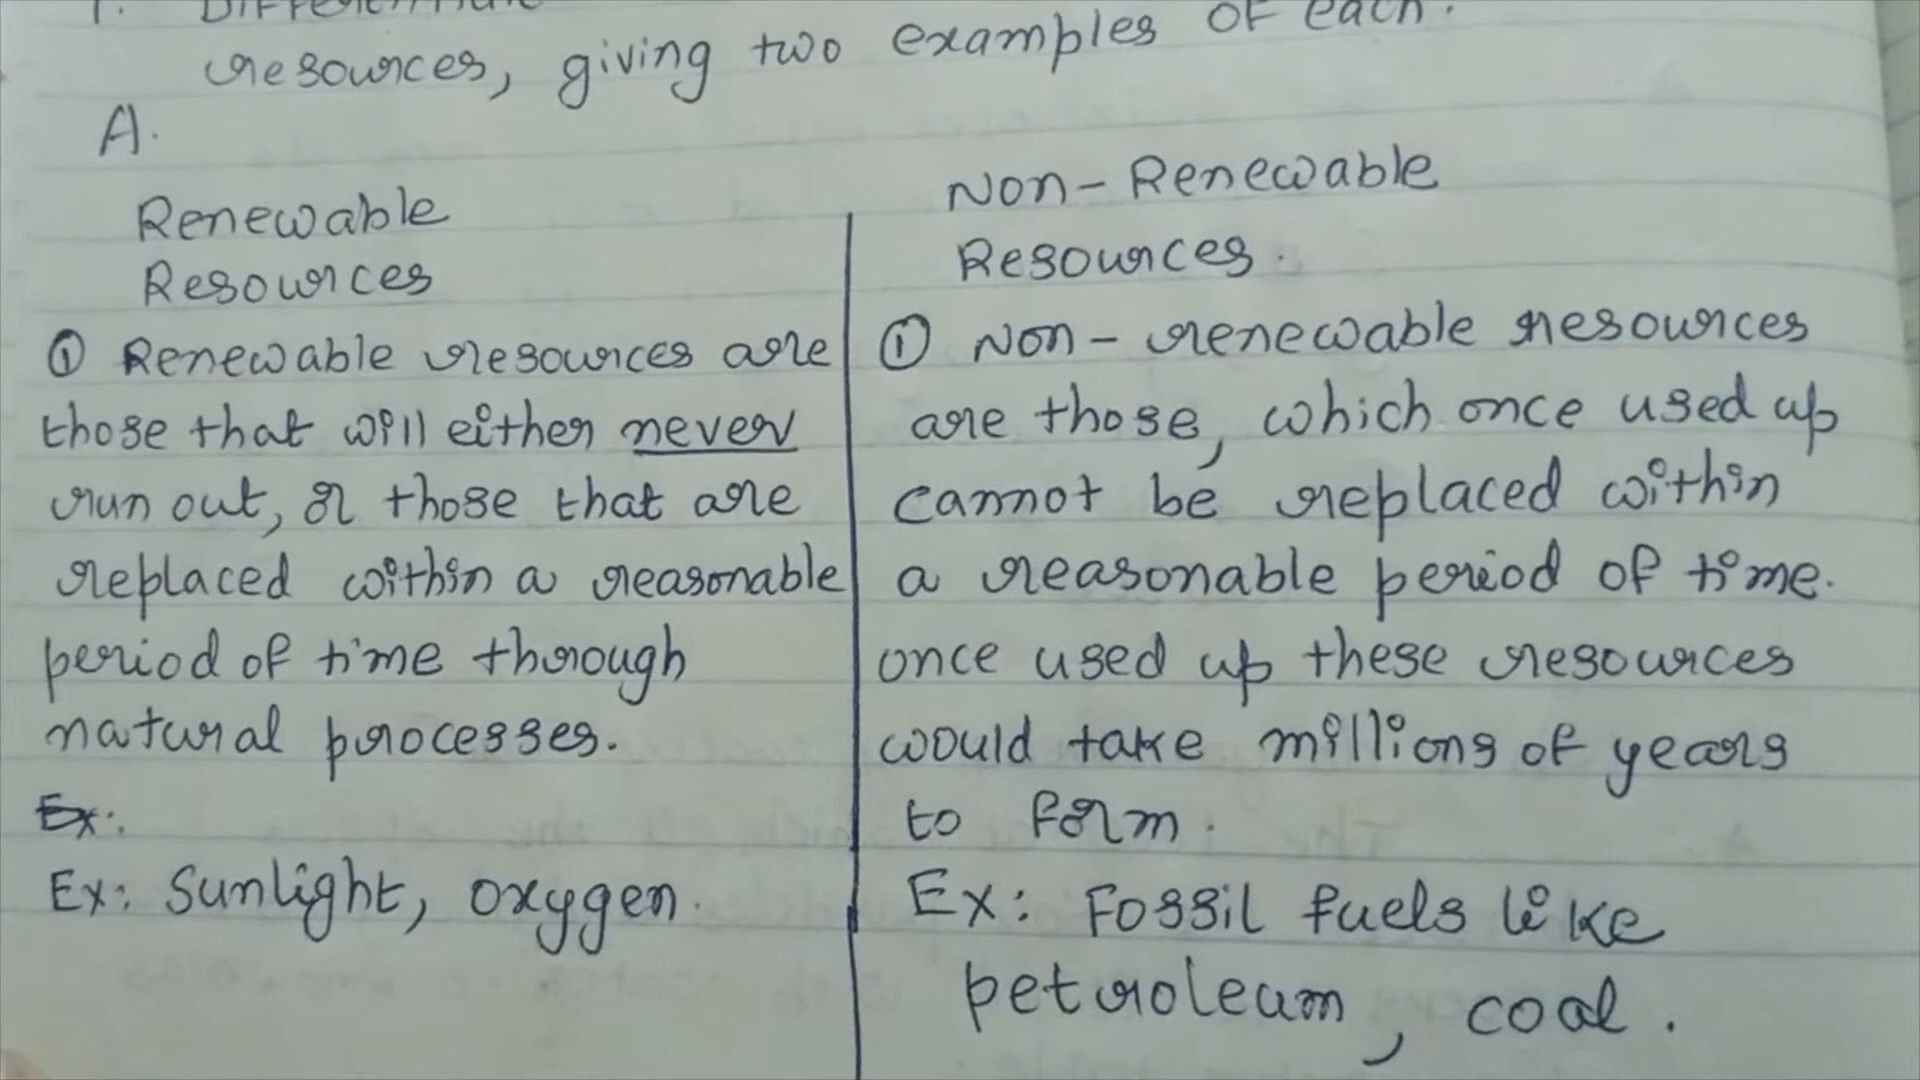 1. Differentiate
resources, giving two examples of each.
A.
Renewable
Resources
① Renewable resources are
those that will either never
run out, or those that are
replaced within a reasonable
period of time through
natural processes.
Ex:
Ex: Sunlight, oxygen.
Non-Renewable
Resources.
① Non-renewable resources
are those, which once used up
cannot be replaced within
a reasonable period of time.
once used up these resources
would take millions of years
to form.
Ex: Fossil fuels like
petroleum, coal.